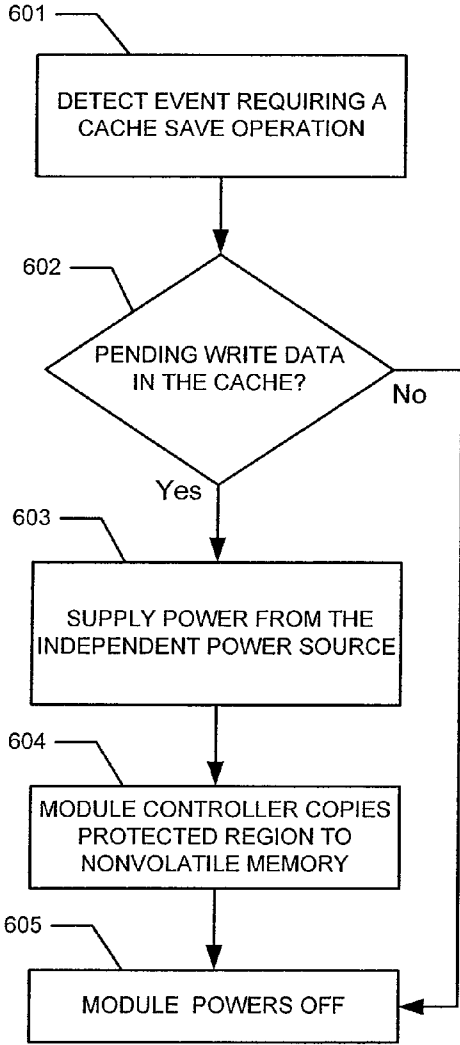 601
DETECT EVENT REQUIRING A
CACHE SAVE OPERATION
602
PENDING WRITE DATA
IN THE CACHE?
No
Yes
603
SUPPLY POWER FROM THE
INDEPENDENT POWER SOURCE
604
MODULE CONTROLLER COPIES
PROTECTED REGION TO
NONVOLATILE MEMORY
605
MODULE POWERS OFF